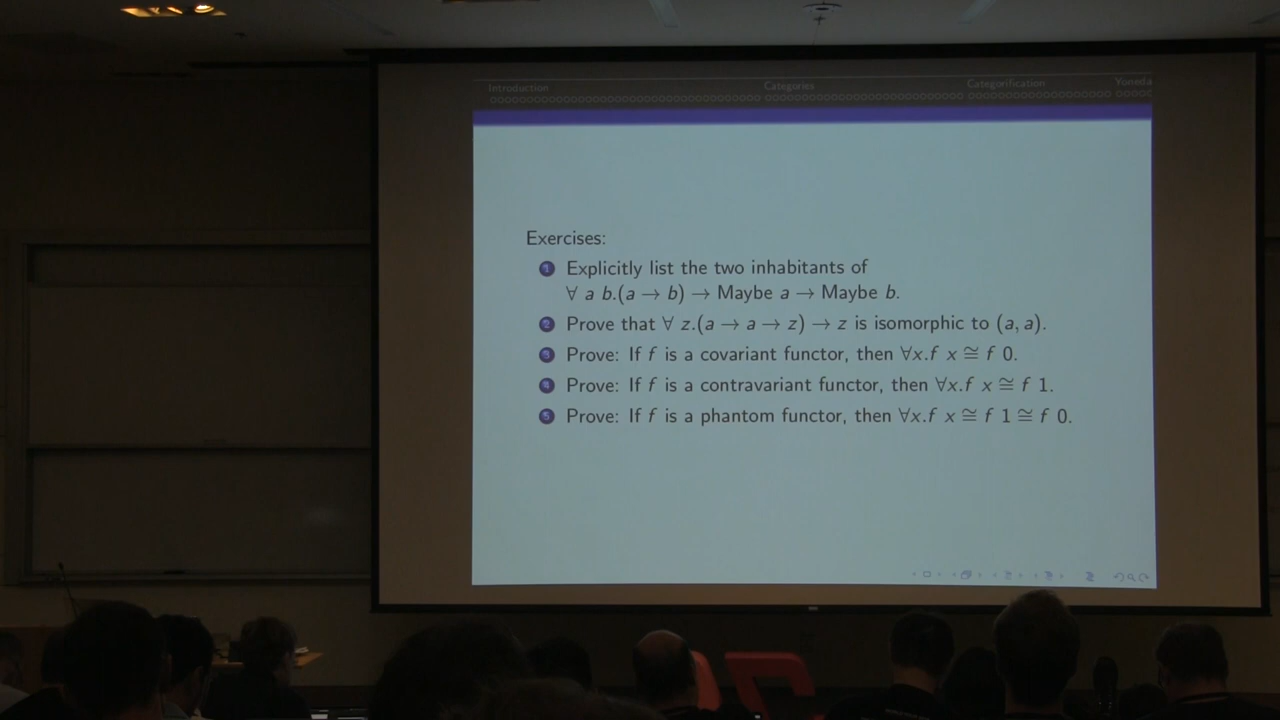 Introduction Categories Categorification Yoneda
Exercises:
1 Explicitly list the two inhabitants of
∀ a b.(a → b) → Maybe a → Maybe b.
2 Prove that ∀ z.(a → a → z) → z is isomorphic to (a, a).
3 Prove: If f is a covariant functor, then ∀x.f x ≅ f 0.
4 Prove: If f is a contravariant functor, then ∀x.f x ≅ f 1.
5 Prove: If f is a phantom functor, then ∀x.f x ≅ f 1 ≅ f 0.